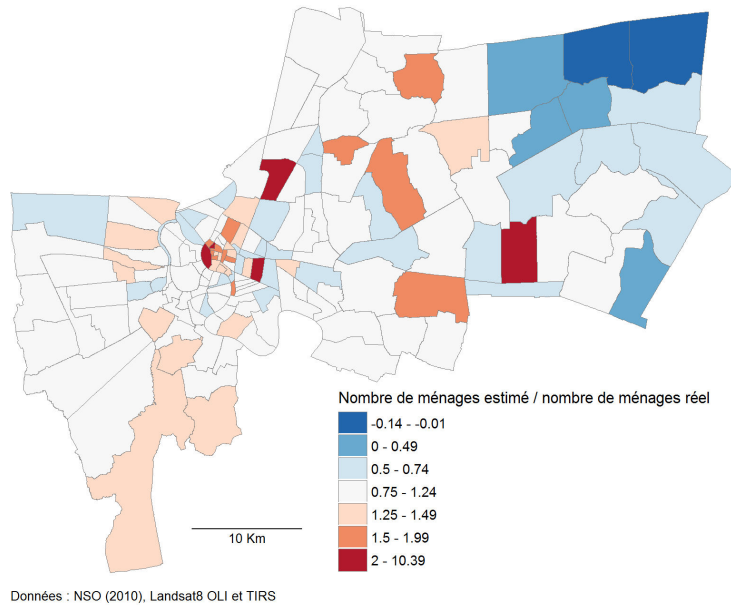 Nombre de ménages estimé / nombre de ménages réel
-0.14 - -0.01
0 - 0.49
0.5 - 0.74
0.75 - 1.24
1.25 - 1.49
1.5 - 1.99
2 - 10.39
10 Km
Données : NSO (2010), Landsat8 OLI et TIRS